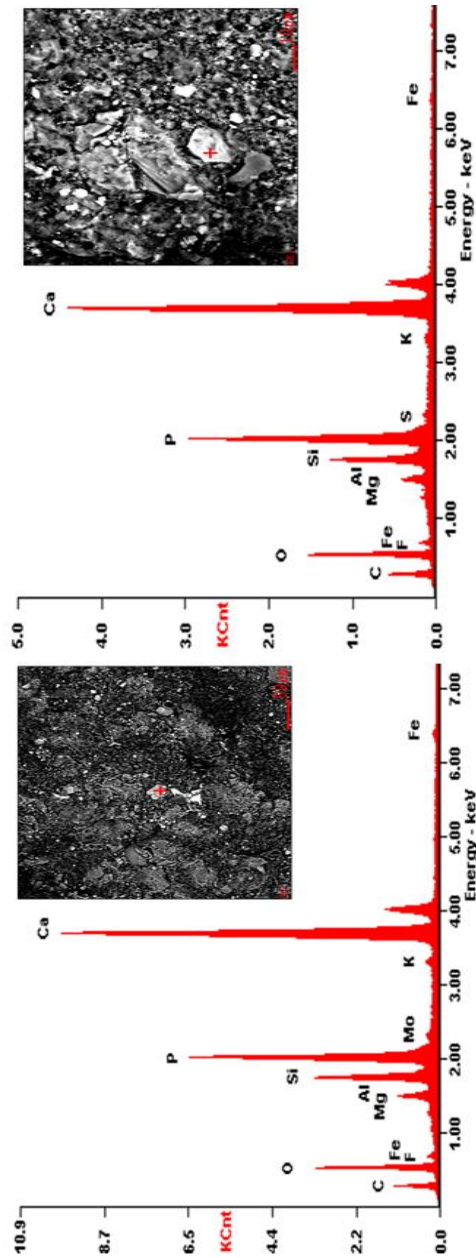 10.9
8.7
6.5
KCnt
4.4
2.2
0.0
C
O
Fe
F
Mg
Al
Si
P
Mo
K
Ca
Fe
1.00
2.00
3.00
4.00
5.00
6.00
7.00
Energy - keV
5.0
4.0
3.0
KCnt
2.0
1.0
0.0
C
O
Fe
F
Mg
Al
Si
P
S
K
Ca
Fe
1.00
2.00
3.00
4.00
5.00
6.00
7.00
Energy - keV